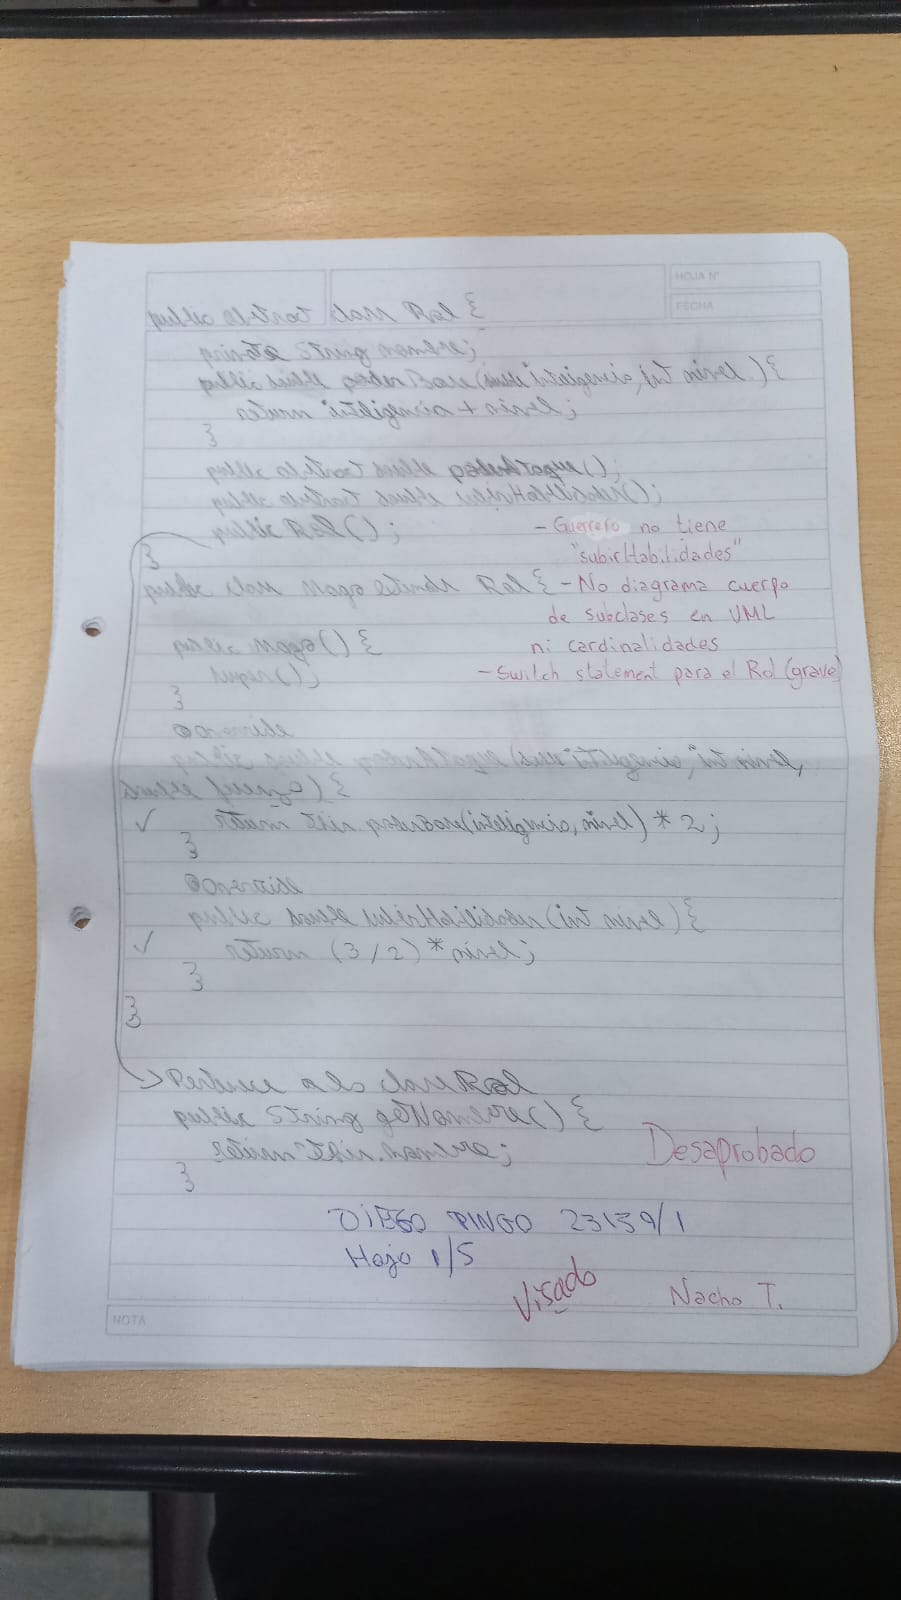 HOJA N°
FECHA
public abstract class Rol {
private String nombre;
public double poderBase(double inteligencia, int nivel) {
return inteligencia + nivel;
}
public abstract double poderAtaque();
public abstract double subirHabilidades();
public Rol();
}
- Guerrero no tiene
"subirHabilidades"
public class Mago extends Rol {
- No diagrama cuerpo
de subclases en UML
ni cardinalidades
- Switch statement para el Rol (grave)
public Mago() {
super();
}
@Override
public double poderAtaque(double inteligencia, int nivel,
double fuerza) {
✓ return this.poderBase(inteligencia, nivel) * 2;
}
@Override
public double subirHabilidades(int nivel) {
✓ return (3/2) * nivel;
}
}
→ Pertenece a la clase Rol
public String getNombre() {
return this.nombre;
}
Desaprobado
DIEGO PINGO 23159/1
Hoja 1/5
Visado
Nacho T.
NOTA